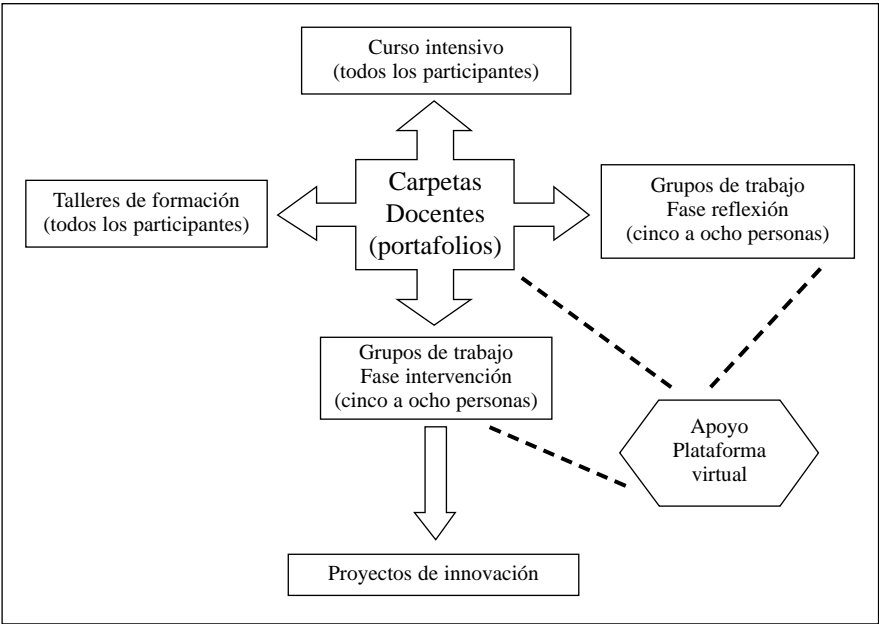 Curso intensivo
(todos los participantes)
Talleres de formación
(todos los participantes)
Carpetas
Docentes
(portafolios)
Grupos de trabajo
Fase reflexión
(cinco a ocho personas)
Grupos de trabajo
Fase intervención
(cinco a ocho personas)
Apoyo
Plataforma
virtual
Proyectos de innovación